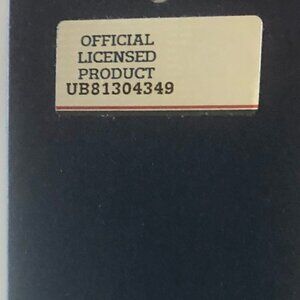 OFFICIAL
LICENSED
PRODUCT
UB81304349